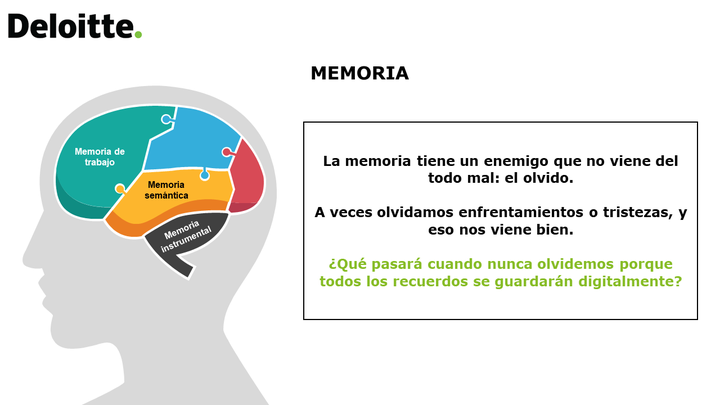 Deloitte.
MEMORIA
Memoria de
trabajo
Memoria
semántica
Memoria
instrumental
La memoria tiene un enemigo que no viene del
todo mal: el olvido.
A veces olvidamos enfrentamientos o tristezas, y
eso nos viene bien.
¿Qué pasará cuando nunca olvidemos porque
todos los recuerdos se guardarán digitalmente?